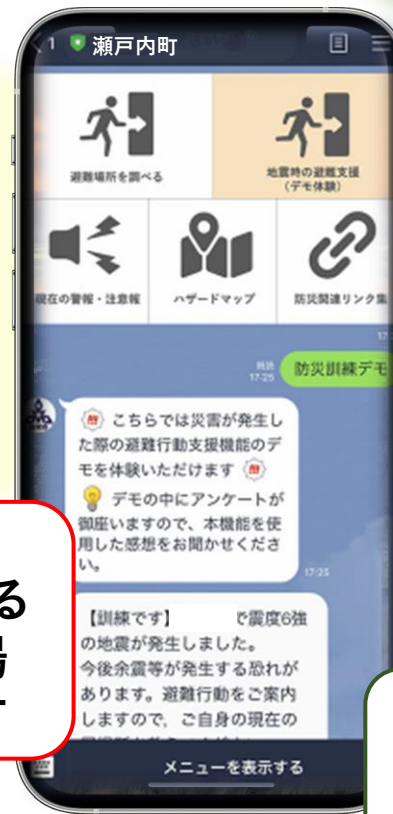 1 瀬戸内町
避難場所を調べる
地震時の避難支援
(デモ体験)
現在の警報・注意報
ハザードマップ
防災関連リンク集
既読
17:25
防災訓練デモ
こちらでは災害が発生し
た際の避難行動支援機能のデ
モを体験いただけます
デモの中にアンケートが
御座いますので、本機能を使
用した感想をお聞かせくださ
い。
17:25
【訓練です】 で震度6強
の地震が発生しました。
今後余震等が発生する恐れが
あります。避難行動をご案内
しますので、ご自身の現在の
る
メニューを表示する